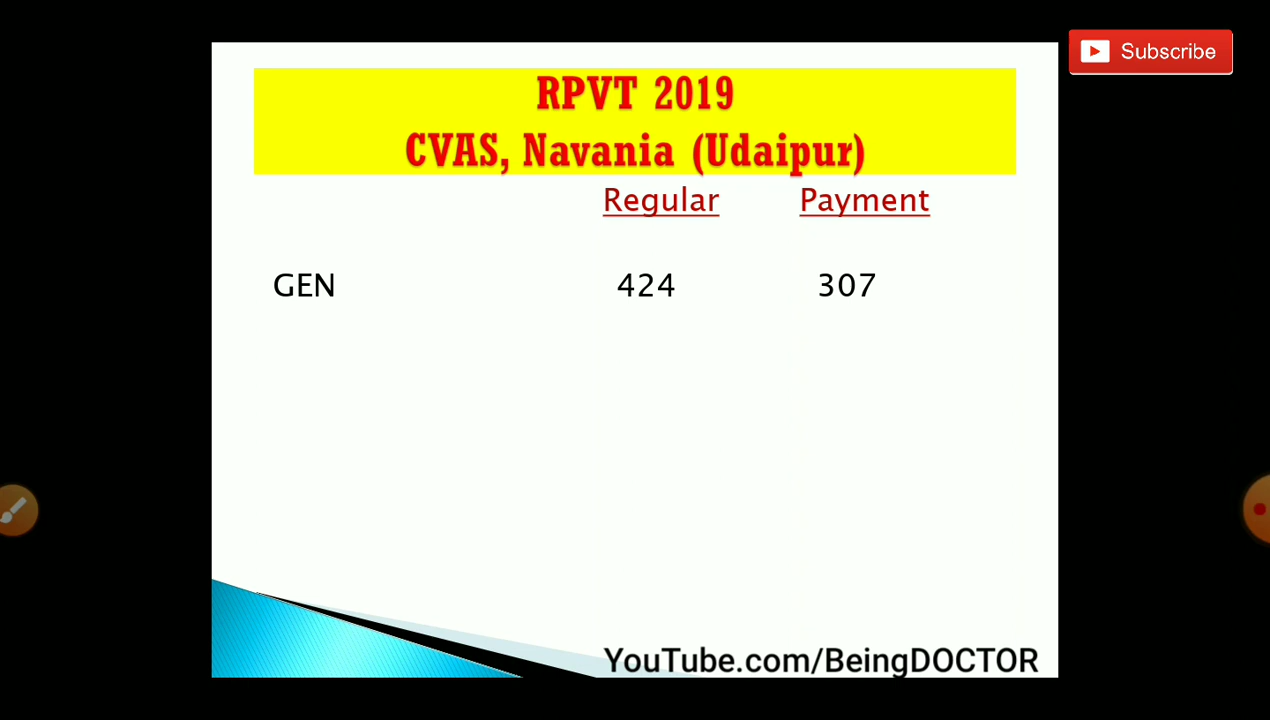 Subscribe
RPVT 2019
CVAS, Navania (Udaipur)
Regular Payment
GEN 424 307
YouTube.com/BeingDOCTOR